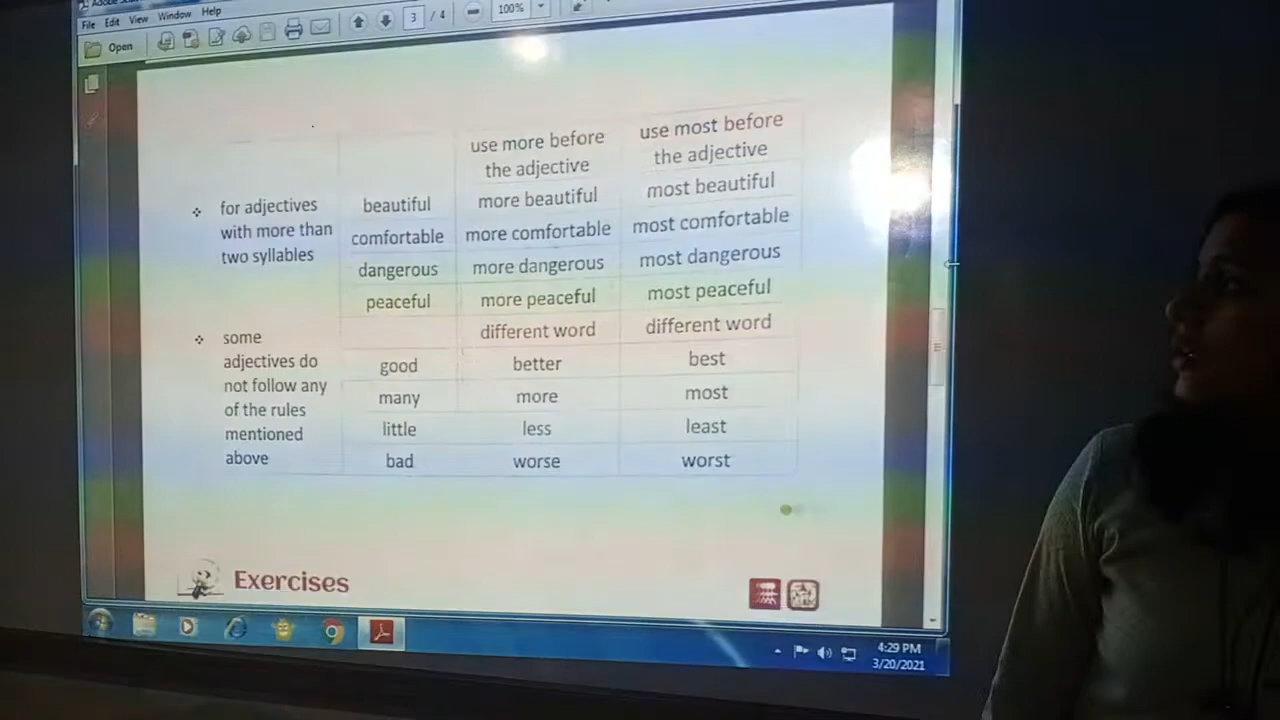 File Edit View Window Help
Open
3 / 4
100%
use more before use most before
the adjective the adjective
for adjectives beautiful more beautiful most beautiful
with more than comfortable more comfortable most comfortable
two syllables dangerous more dangerous most dangerous
peaceful more peaceful most peaceful
some different word different word
adjectives do good better best
not follow any many more most
of the rules little less least
mentioned
above bad worse worst
Exercises
4:29 PM
3/20/2021